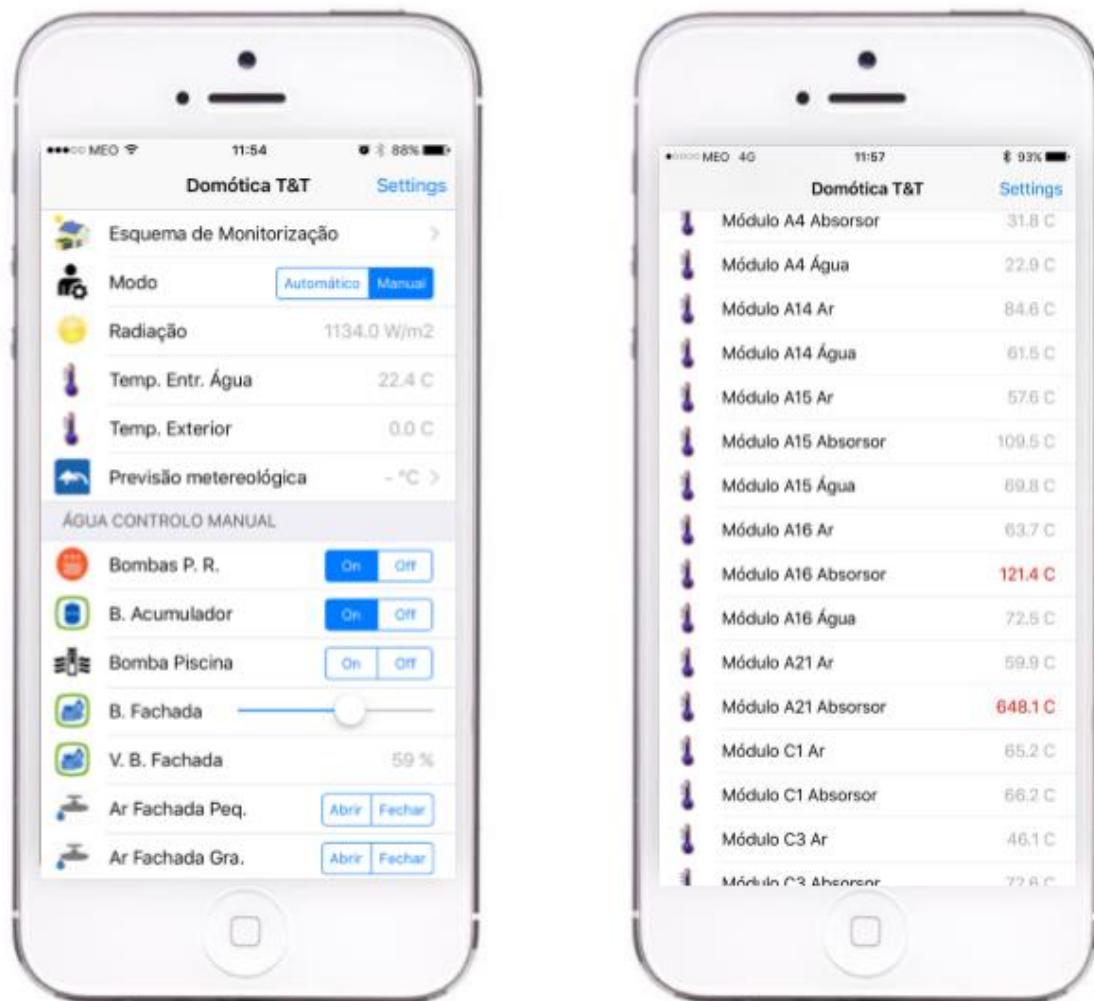 MEO 11:54 88%
Domótica T&T Settings
Esquema de Monitorização
Modo Automático Manual
Radiação 1134.0 W/m2
Temp. Entr. Água 22.4 C
Temp. Exterior 0.0 C
Previsão metereológica - °C
ÁGUA CONTROLO MANUAL
Bombas P. R. On Off
B. Acumulador On Off
Bomba Piscina On Off
B. Fachada
V. B. Fachada 59 %
Ar Fachada Peq. Abrir Fechar
Ar Fachada Gra. Abrir Fechar
MEO 4G 11:57 93%
Domótica T&T Settings
Módulo A4 Absorsor 31.8 C
Módulo A4 Água 22.9 C
Módulo A14 Ar 84.6 C
Módulo A14 Água 61.5 C
Módulo A15 Ar 57.6 C
Módulo A15 Absorsor 109.5 C
Módulo A15 Água 69.8 C
Módulo A16 Ar 63.7 C
Módulo A16 Absorsor 121.4 C
Módulo A16 Água 72.5 C
Módulo A21 Ar 59.9 C
Módulo A21 Absorsor 648.1 C
Módulo C1 Ar 65.2 C
Módulo C1 Absorsor 66.2 C
Módulo C3 Ar 46.1 C
Módulo C3 Absorsor 72.6 C